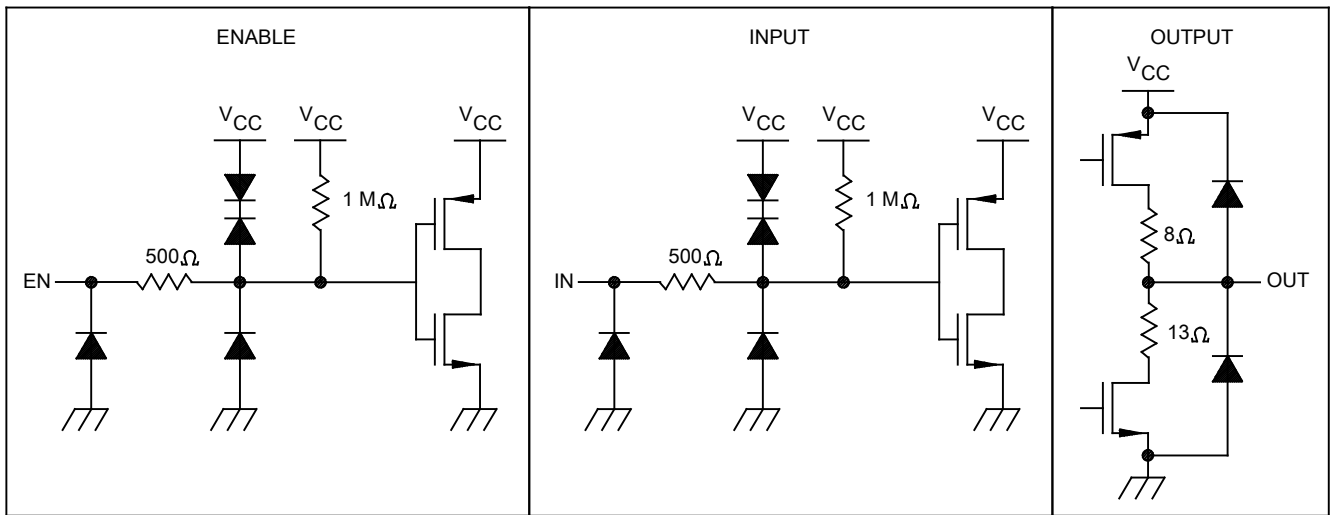 ENABLE
VCC
VCC
VCC
1 MΩ
500Ω
EN
INPUT
VCC
VCC
VCC
1 MΩ
500Ω
IN
OUTPUT
VCC
8Ω
OUT
13Ω